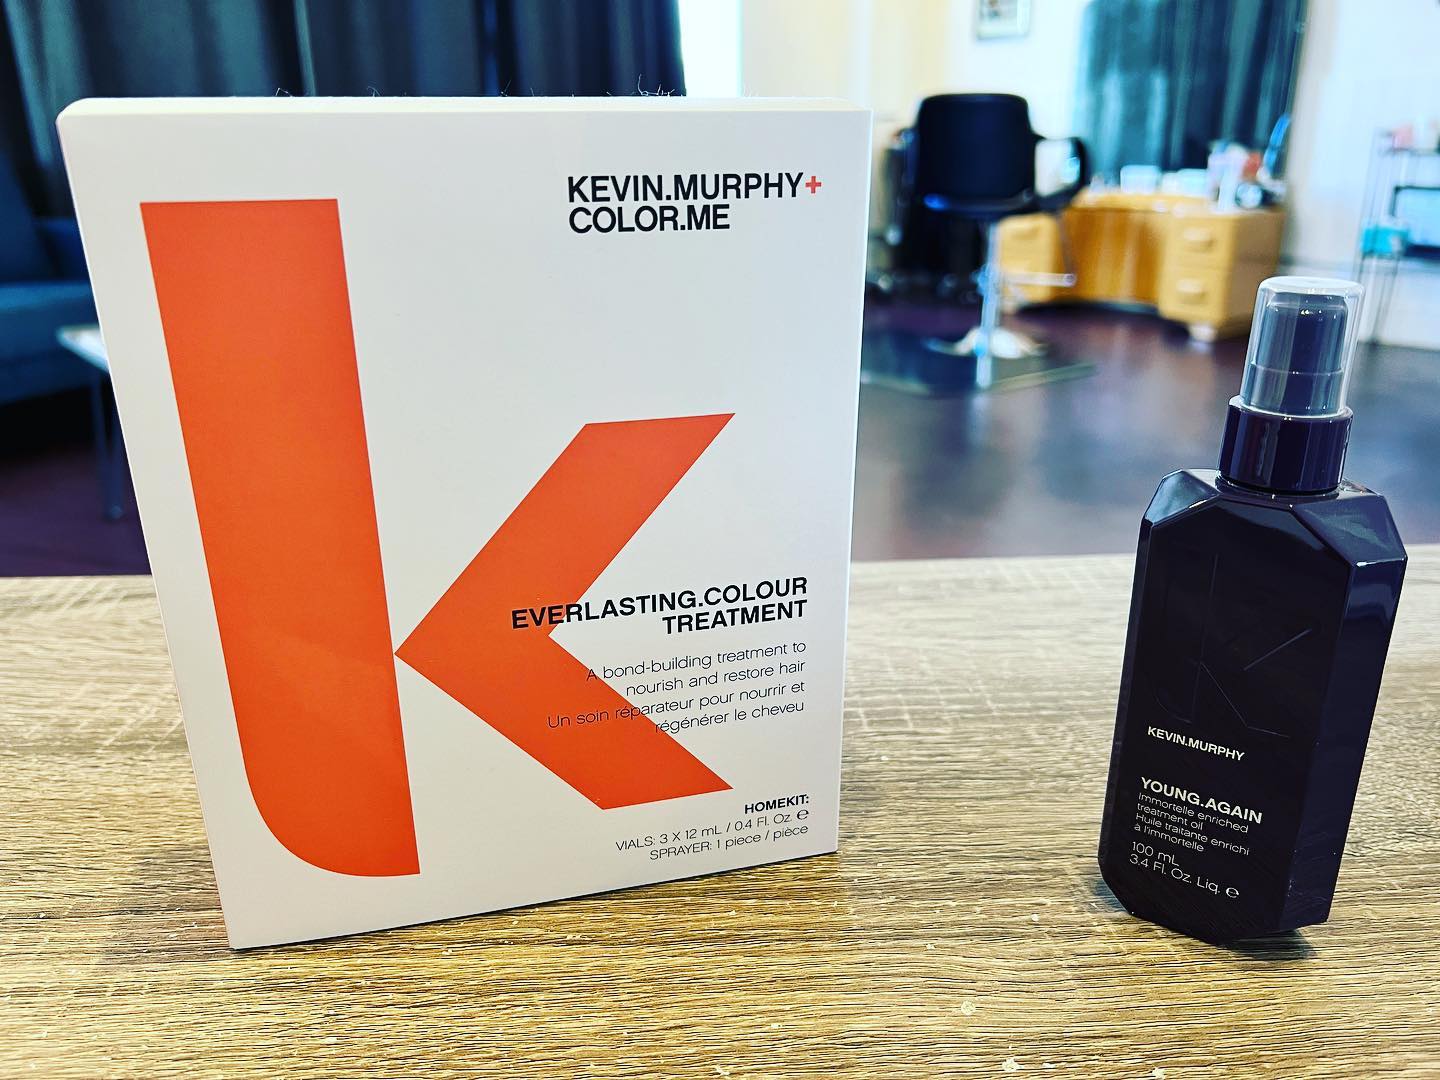 KEVIN.MURPHY+
COLOR.ME
k
EVERLASTING.COLOUR
TREATMENT
A bond-building treatment to
nourish and restore hair
Un soin réparateur pour nourrir et
régénérer le cheveu
HOMEKIT:
VIALS: 3 X 12 mL / 0.4 Fl. Oz. ℮
SPRAYER: 1 piece / pièce
k
KEVIN.MURPHY
YOUNG.AGAIN
Immortelle enriched
treatment oil
Huile traitante enrichi
à l'immortelle
100 mL
3.4 Fl. Oz. Liq. ℮